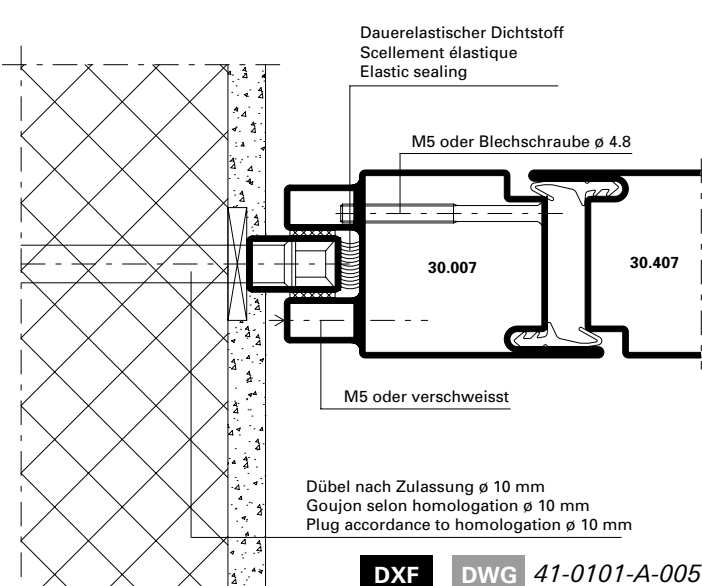 Dauerelastischer Dichtstoff
Scellement élastique
Elastic sealing
M5 oder Blechschraube ø 4.8
30.007
30.407
M5 oder verschweisst
Dübel nach Zulassung ø 10 mm
Goujon selon homologation ø 10 mm
Plug accordance to homologation ø 10 mm
DXF DWG 41-0101-A-005